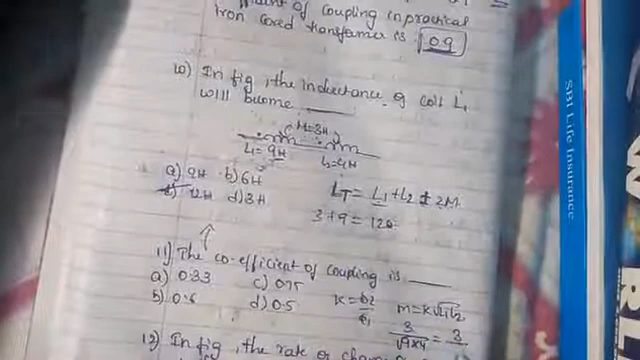 of coupling in practical
Iron cored transformer is 0.9
10) In fig, the inductance of coil L1
will become ____
M=3H
L1=9H L2=4H
a) 9H b) 6H
c) 12H d) 3H
LT = L1+L2 ± 2M
3+9=12
11) The co-efficient of coupling is ____
a) 0.33 c) 0.75
b) 0.6 d) 0.5
K = M = K√L1L2
3/√9×4 = 3/
12) In fig, the rate of
SBI Life Insurance